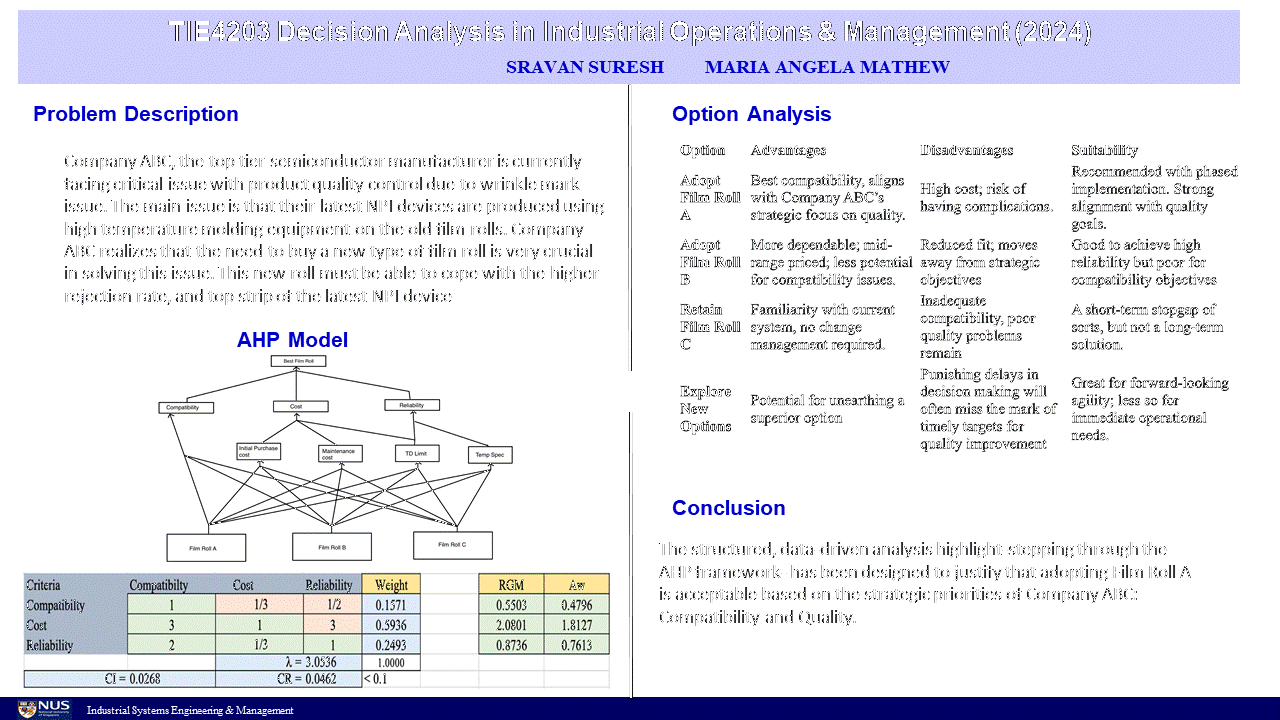 TIE4203 Decision Analysis in Industrial Operations & Management (2024)
SRAVAN SURESH MARIA ANGELA MATHEW
Problem Description
Company ABC, the top tier semiconductor manufacturer is currently
facing critical issue with product quality control due to wrinkle mark
issue. The main issue is that their latest NPI devices are produced using
high temperature molding equipment on the old film rolls. Company
ABC realizes that the need to buy a new type of film roll is very crucial
in solving this issue. This new roll must be able to cope with the higher
rejection rate, and top strip of the latest NPI device
AHP Model
Best Film Roll
Compatibility
Cost
Reliability
Initial Purchase
cost
Maintenance
cost
TD Limit
Temp Spec
Film Roll A
Film Roll B
Film Roll C
Criteria Compatibilty Cost Reliability Weight RGM Aw
Compatibility 1 1/3 1/2 0.1571 0.5503 0.4796
Cost 3 1 3 0.5936 2.0801 1.8127
Reliability 2 1/3 1 0.2493 0.8736 0.7613
λ = 3.0536 1.0000
CI = 0.0268 CR = 0.0462 < 0.1
Option Analysis
Option Advantages Disadvantages Suitability
Adopt
Film Roll
A
Best compatibility, aligns
with Company ABC's
strategic focus on quality.
High cost; risk of
having complications.
Recommended with phased
implementation. Strong
alignment with quality
goals.
Adopt
Film Roll
B
More dependable; mid-
range priced; less potential
for compatibility issues.
Reduced fit; moves
away from strategic
objectives
Good to achieve high
reliability but poor for
compatibility objectives
Retain
Film Roll
C
Familiarity with current
system, no change
management required.
Inadequate
compatibility, poor
quality problems
remain
A short-term stopgap of
sorts, but not a long-term
solution.
Explore
New
Options
Potential for unearthing a
superior option
Punishing delays in
decision making will
often miss the mark of
timely targets for
quality improvement
Great for forward-looking
agility; less so for
immediate operational
needs.
Conclusion
The structured, data-driven analysis highlight-stepping through the
AHP framework- has been designed to justify that adopting Film Roll A
is acceptable based on the strategic priorities of Company ABC:
Compatibility and Quality.
NUS
Industrial Systems Engineering & Management